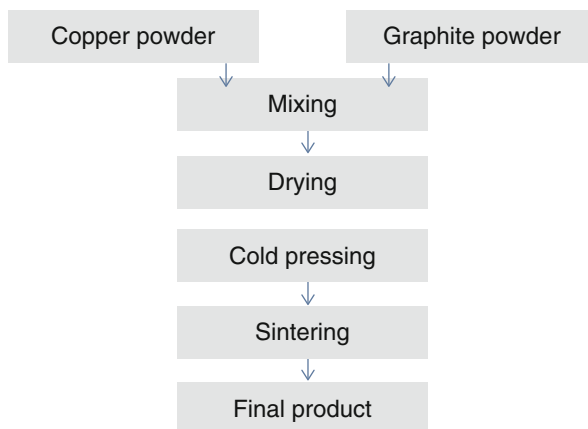 Copper powder
Graphite powder
Mixing
Drying
Cold pressing
Sintering
Final product